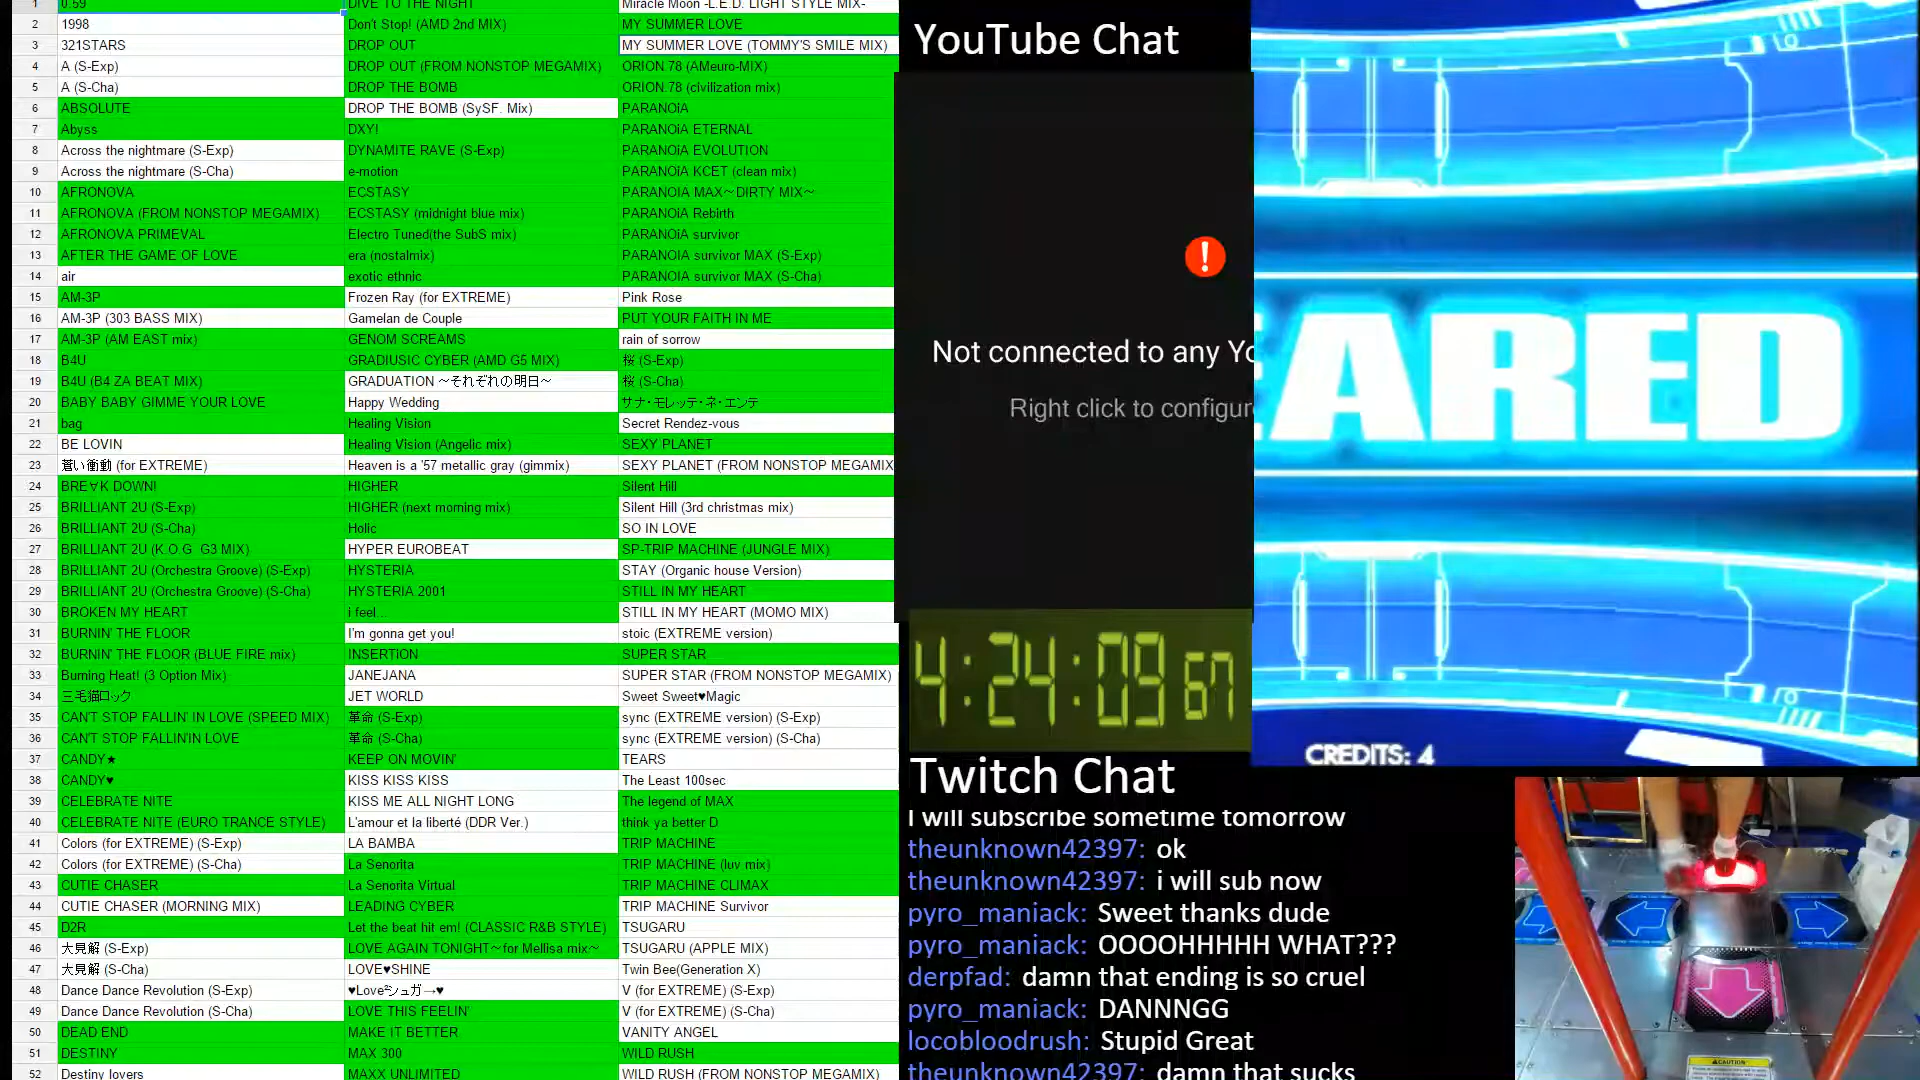 1 0:59 DIVE TO THE NIGHT Miracle Moon -L.E.D. LIGHT STYLE MIX-
2 1998 Don't Stop! (AMD 2nd MIX) MY SUMMER LOVE
3 321STARS DROP OUT MY SUMMER LOVE (TOMMY'S SMILE MIX)
4 A (S-Exp) DROP OUT (FROM NONSTOP MEGAMIX) ORION.78 (AMeuro-MIX)
5 A (S-Cha) DROP THE BOMB ORION.78 (civilization mix)
6 ABSOLUTE DROP THE BOMB (SySF. Mix) PARANOiA
7 Abyss DXY! PARANOiA ETERNAL
8 Across the nightmare (S-Exp) DYNAMITE RAVE (S-Exp) PARANOiA EVOLUTION
9 Across the nightmare (S-Cha) e-motion PARANOiA KCET (clean mix)
10 AFRONOVA ECSTASY PARANOIA MAX～DIRTY MIX～
11 AFRONOVA (FROM NONSTOP MEGAMIX) ECSTASY (midnight blue mix) PARANOiA Rebirth
12 AFRONOVA PRIMEVAL Electro Tuned(the SubS mix) PARANOiA survivor
13 AFTER THE GAME OF LOVE era (nostalmix) PARANOIA survivor MAX (S-Exp)
14 air exotic ethnic PARANOIA survivor MAX (S-Cha)
15 AM-3P Frozen Ray (for EXTREME) Pink Rose
16 AM-3P (303 BASS MIX) Gamelan de Couple PUT YOUR FAITH IN ME
17 AM-3P (AM EAST mix) GENOM SCREAMS rain of sorrow
18 B4U GRADIUSIC CYBER (AMD G5 MIX) 桜 (S-Exp)
19 B4U (B4 ZA BEAT MIX) GRADUATION ～それぞれの明日～ 桜 (S-Cha)
20 BABY BABY GIMME YOUR LOVE Happy Wedding サナ・モレッテ・ネ・エンテ
21 bag Healing Vision Secret Rendez-vous
22 BE LOVIN Healing Vision (Angelic mix) SEXY PLANET
23 蒼い衝動 (for EXTREME) Heaven is a '57 metallic gray (gimmix) SEXY PLANET (FROM NONSTOP MEGAMIX
24 BRE∀K DOWN! HIGHER Silent Hill
25 BRILLIANT 2U (S-Exp) HIGHER (next morning mix) Silent Hill (3rd christmas mix)
26 BRILLIANT 2U (S-Cha) Holic SO IN LOVE
27 BRILLIANT 2U (K.O.G G3 MIX) HYPER EUROBEAT SP-TRIP MACHINE (JUNGLE MIX)
28 BRILLIANT 2U (Orchestra Groove) (S-Exp) HYSTERIA STAY (Organic house Version)
29 BRILLIANT 2U (Orchestra Groove) (S-Cha) HYSTERIA 2001 STILL IN MY HEART
30 BROKEN MY HEART i feel... STILL IN MY HEART (MOMO MIX)
31 BURNIN' THE FLOOR I'm gonna get you! stoic (EXTREME version)
32 BURNIN' THE FLOOR (BLUE FIRE mix) INSERTiON SUPER STAR
33 Burning Heat! (3 Option Mix) JANEJANA SUPER STAR (FROM NONSTOP MEGAMIX)
34 三毛猫ロック JET WORLD Sweet Sweet♥Magic
35 CAN'T STOP FALLIN' IN LOVE (SPEED MIX) 革命 (S-Exp) sync (EXTREME version) (S-Exp)
36 CAN'T STOP FALLIN'IN LOVE 革命 (S-Cha) sync (EXTREME version) (S-Cha)
37 CANDY★ KEEP ON MOVIN' TEARS
38 CANDY♥ KISS KISS KISS The Least 100sec
39 CELEBRATE NITE KISS ME ALL NIGHT LONG The legend of MAX
40 CELEBRATE NITE (EURO TRANCE STYLE) L'amour et la liberté (DDR Ver.) think ya better D
41 Colors (for EXTREME) (S-Exp) LA BAMBA TRIP MACHINE
42 Colors (for EXTREME) (S-Cha) La Senorita TRIP MACHINE (luv mix)
43 CUTIE CHASER La Senorita Virtual TRIP MACHINE CLIMAX
44 CUTIE CHASER (MORNING MIX) LEADING CYBER TRIP MACHINE Survivor
45 D2R Let the beat hit em! (CLASSIC R&B STYLE) TSUGARU
46 大見解 (S-Exp) LOVE AGAIN TONIGHT～for Mellisa mix～ TSUGARU (APPLE MIX)
47 大見解 (S-Cha) LOVE♥SHINE Twin Bee(Generation X)
48 Dance Dance Revolution (S-Exp) ♥Love²シュガ→♥ V (for EXTREME) (S-Exp)
49 Dance Dance Revolution (S-Cha) LOVE THIS FEELIN' V (for EXTREME) (S-Cha)
50 DEAD END MAKE IT BETTER VANITY ANGEL
51 DESTINY MAX 300 WILD RUSH
52 Destiny lovers MAXX UNLIMITED WILD RUSH (FROM NONSTOP MEGAMIX)
YouTube Chat
Not connected to any Yo
Right click to configur
4:24:09 67
Twitch Chat
I will subscribe sometime tomorrow
theunknown42397: ok
theunknown42397: i will sub now
pyro_maniack: Sweet thanks dude
pyro_maniack: OOOOHHHHH WHAT???
derpfad: damn that ending is so cruel
pyro_maniack: DANNNGG
locobloodrush: Stupid Great
theunknown42397: damn that sucks
EARED
CREDITS: 4
CAUTION